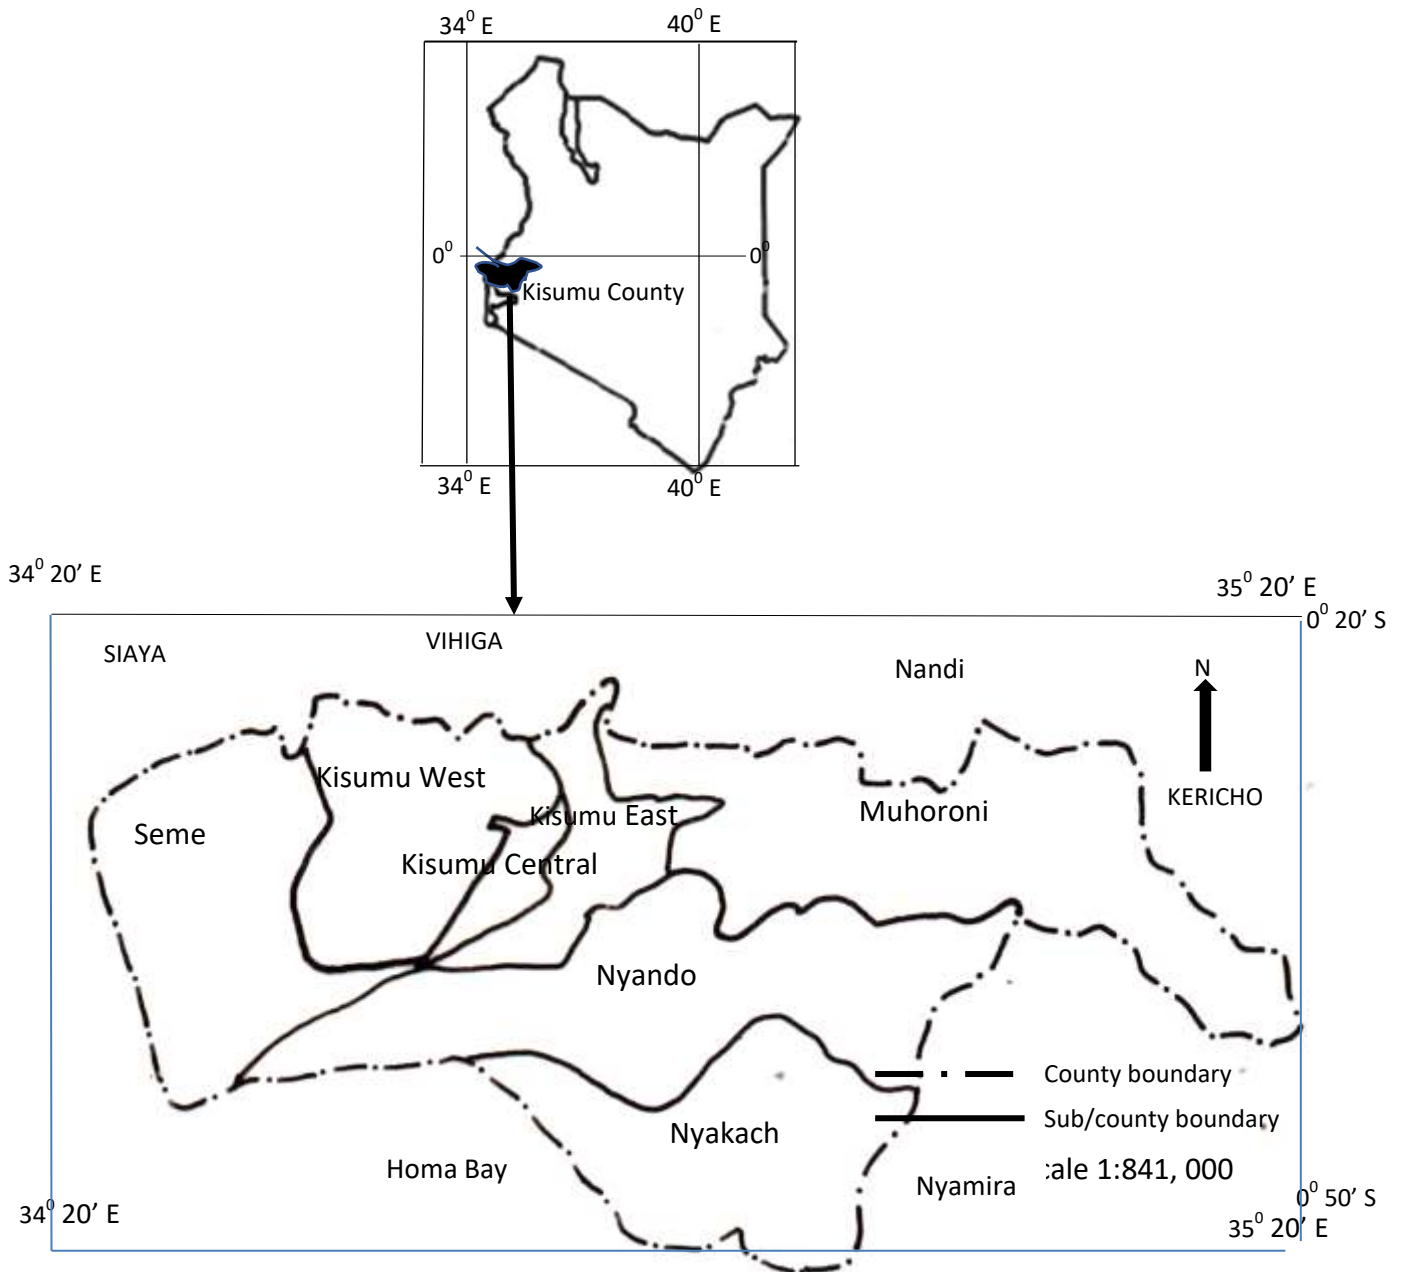 34⁰ E
40⁰ E
0⁰
0⁰
Kisumu County
34⁰ E
40⁰ E
34⁰ 20’ E
35⁰ 20’ E
0⁰ 20’ S
SIAYA
VIHIGA
Nandi
N
KERICHO
Kisumu West
Seme
Kisumu East
Muhoroni
Kisumu Central
Nyando
County boundary
Sub/county boundary
Nyakach
Homa Bay
Nyamira
cale 1:841, 000
34⁰ 20’ E
0⁰ 50’ S
35⁰ 20’ E